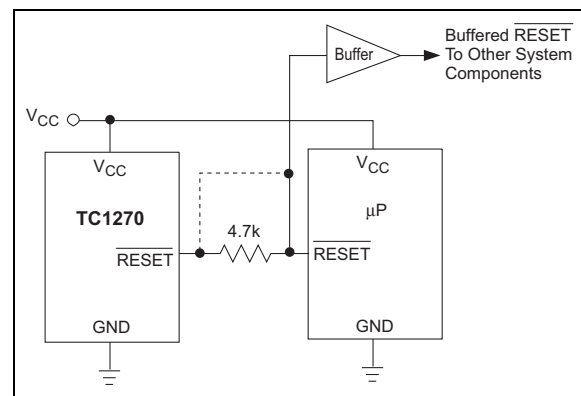 Buffered RESET
To Other System
Components
Buffer
VCC
VCC
VCC
TC1270
μP
4.7k
RESET
RESET
GND
GND